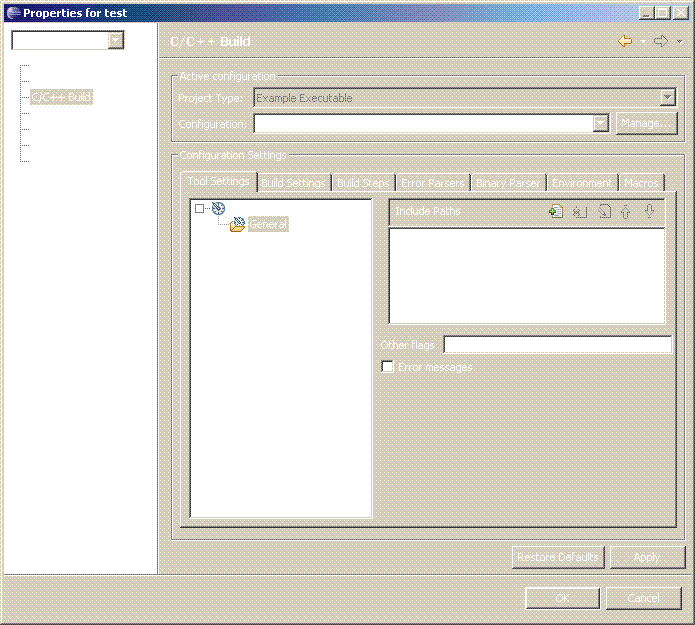 Properties for test
C/C++ Build
C/C++ Build
Active configuration
Project Type: Example Executable
Configuration: Manage...
Configuration Settings
Tool Settings Build Settings Build Steps Error Parsers Binary Parser Environment Macros
General
Include Paths
Other flags
Error messages
Restore Defaults Apply
OK Cancel